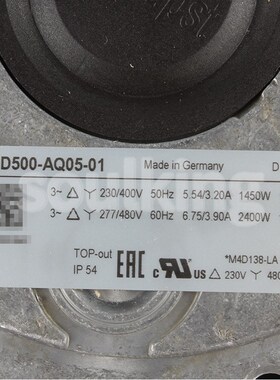 D500-AQ05-01 Made in Germany D
3~ △ Y 230/400V 50Hz 5.54/3.20A 1450W
3~ △ Y 277/480V 60Hz 6.75/3.90A 2400W
TOP-out
IP 54 EAC c RU US △ 230V Y 480
*M4D138-LA